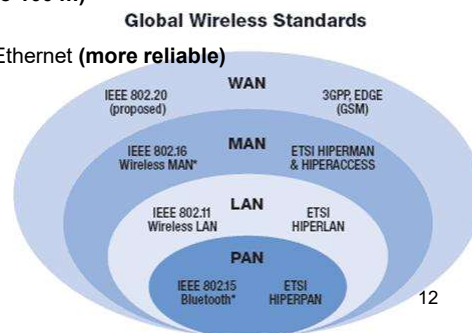 Global Wireless Standards
Ethernet (more reliable)
WAN
IEEE 802.20
(proposed)
3GPP, EDGE
(GSM)
MAN
IEEE 802.16
Wireless MAN*
ETSI HIPERMAN
& HIPERACCESS
LAN
IEEE 802.11
Wireless LAN
ETSI
HIPERLAN
PAN
IEEE 802.15
Bluetooth*
ETSI
HIPERPAN
12